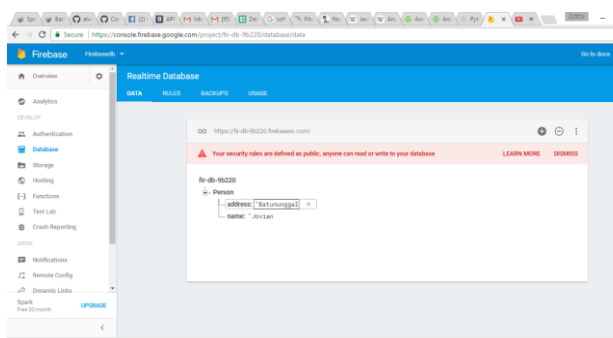 Secure | https://console.firebase.google.com/project/fir-db-9b220/database/data
Firebase Firebasedb Go to docs
Overview
Realtime Database
DATA RULES BACKUPS USAGE
Analytics
DEVELOP
Authentication
Database
Storage
Hosting
Functions
Test Lab
Crash Reporting
GROW
Notifications
Remote Config
Dynamic Links
Spark
Free $0/month
UPGRADE
https://fir-db-9b220.firebaseio.com/
Your security rules are defined as public, anyone can read or write to your database LEARN MORE DISMISS
fir-db-9b220
Person
address: "Batununggal
name: "Jovian